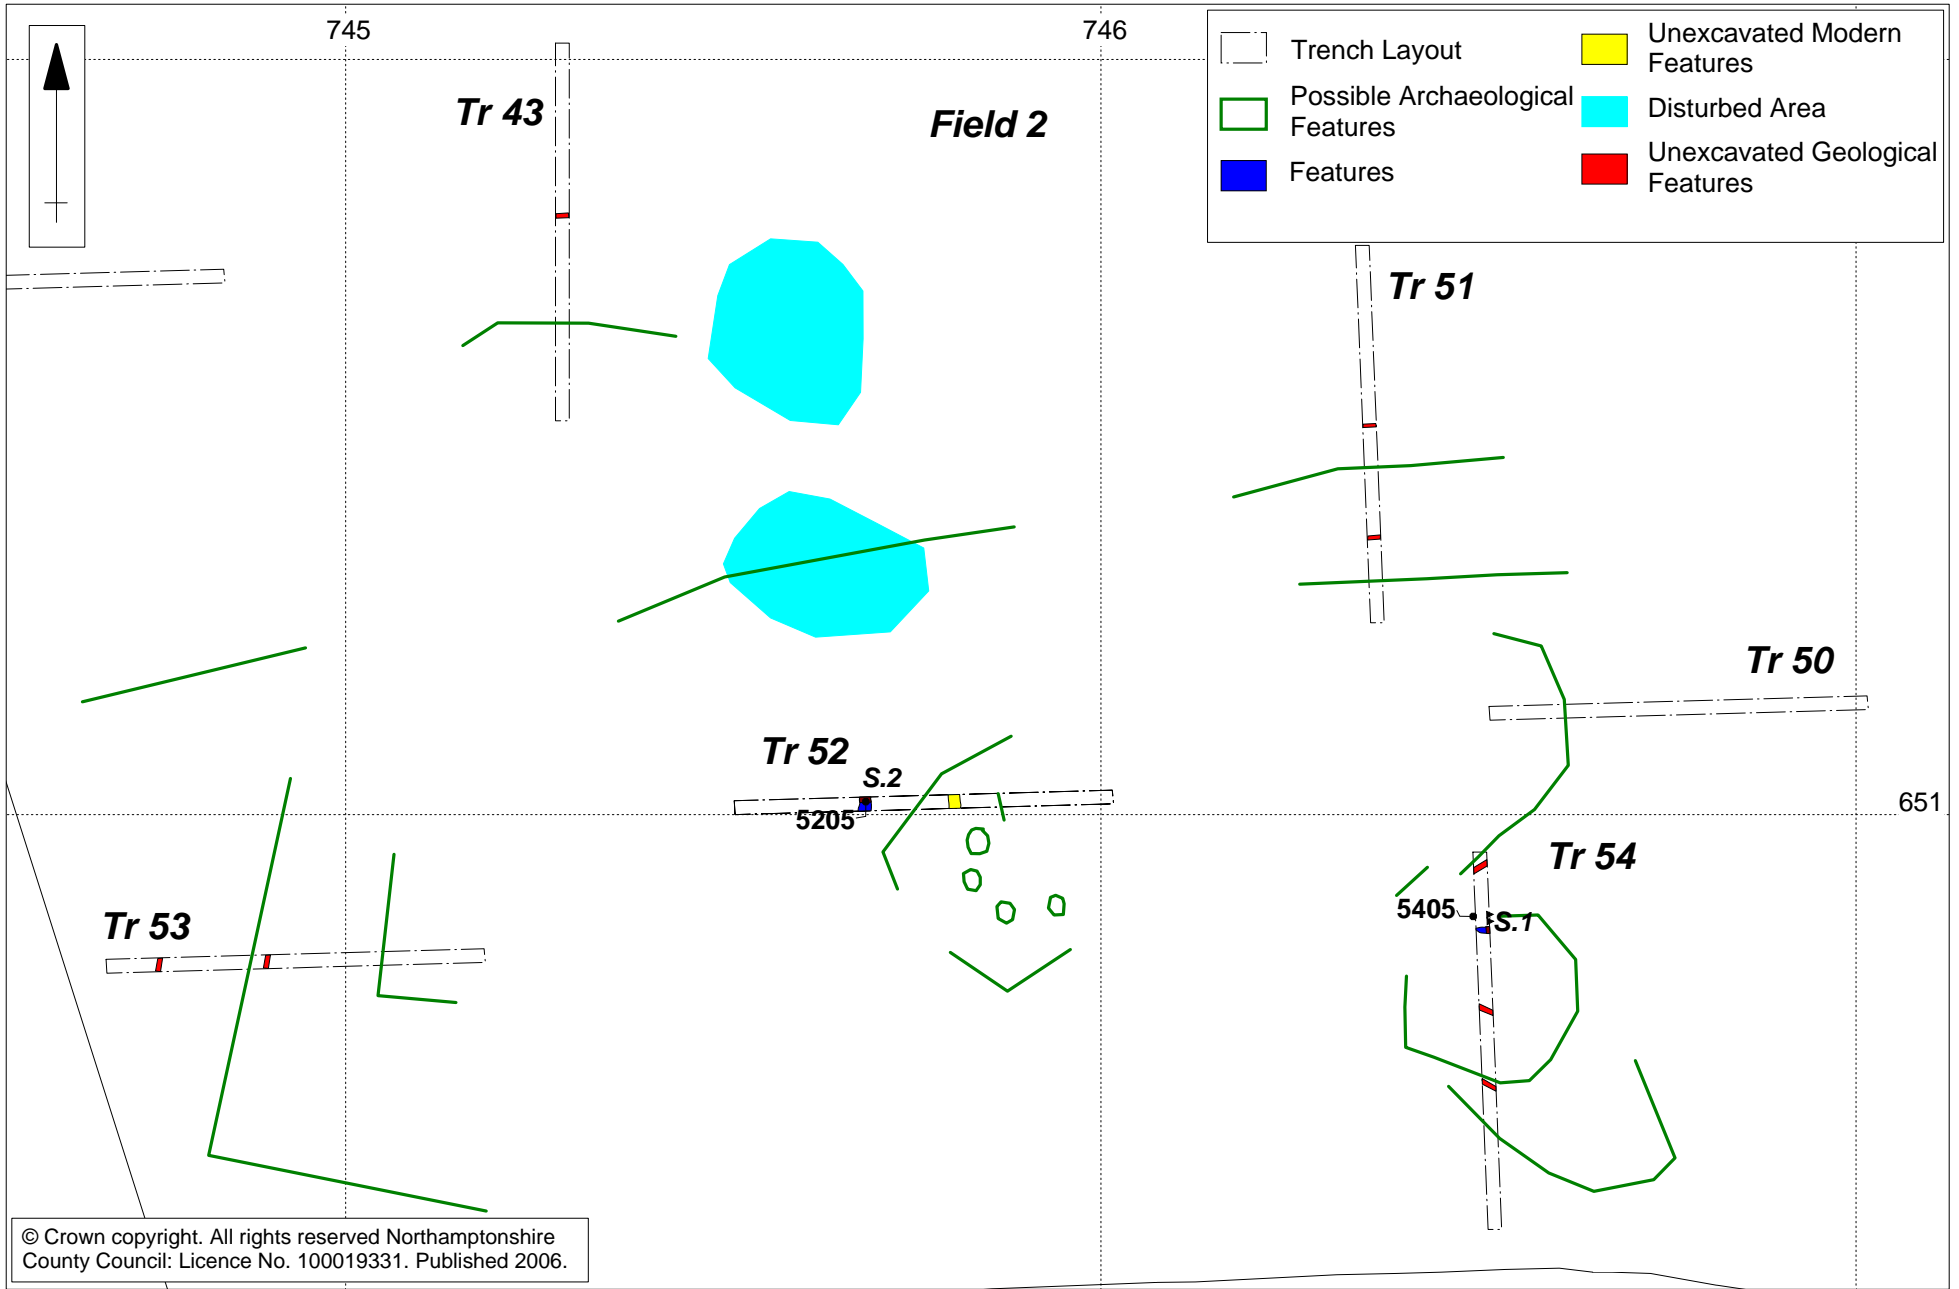 745
746
Trench Layout
Possible Archaeological
Features
Features
Unexcavated Modern
Features
Disturbed Area
Unexcavated Geological
Features
Tr 43
Field 2
Tr 51
Tr 50
Tr 52
S.2
5205
651
Tr 54
5405
S.1
Tr 53
© Crown copyright. All rights reserved Northamptonshire
County Council: Licence No. 100019331. Published 2006.